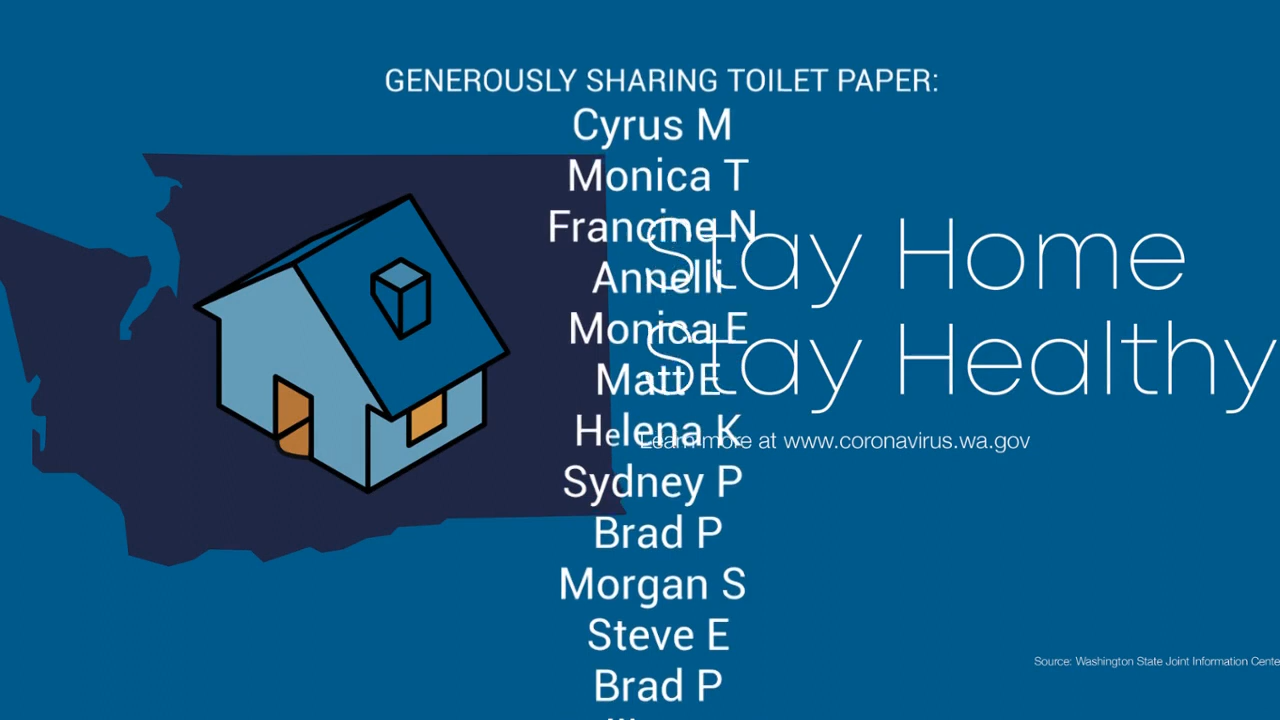 GENEROUSLY SHARING TOILET PAPER:
Cyrus M
Monica T
Francine N
Annelli
Monica E
Matt E
Helena K
Sydney P
Brad P
Morgan S
Steve E
Brad P
Stay Home
Stay Healthy
Learn more at www.coronavirus.wa.gov
Source: Washington State Joint Information Cente